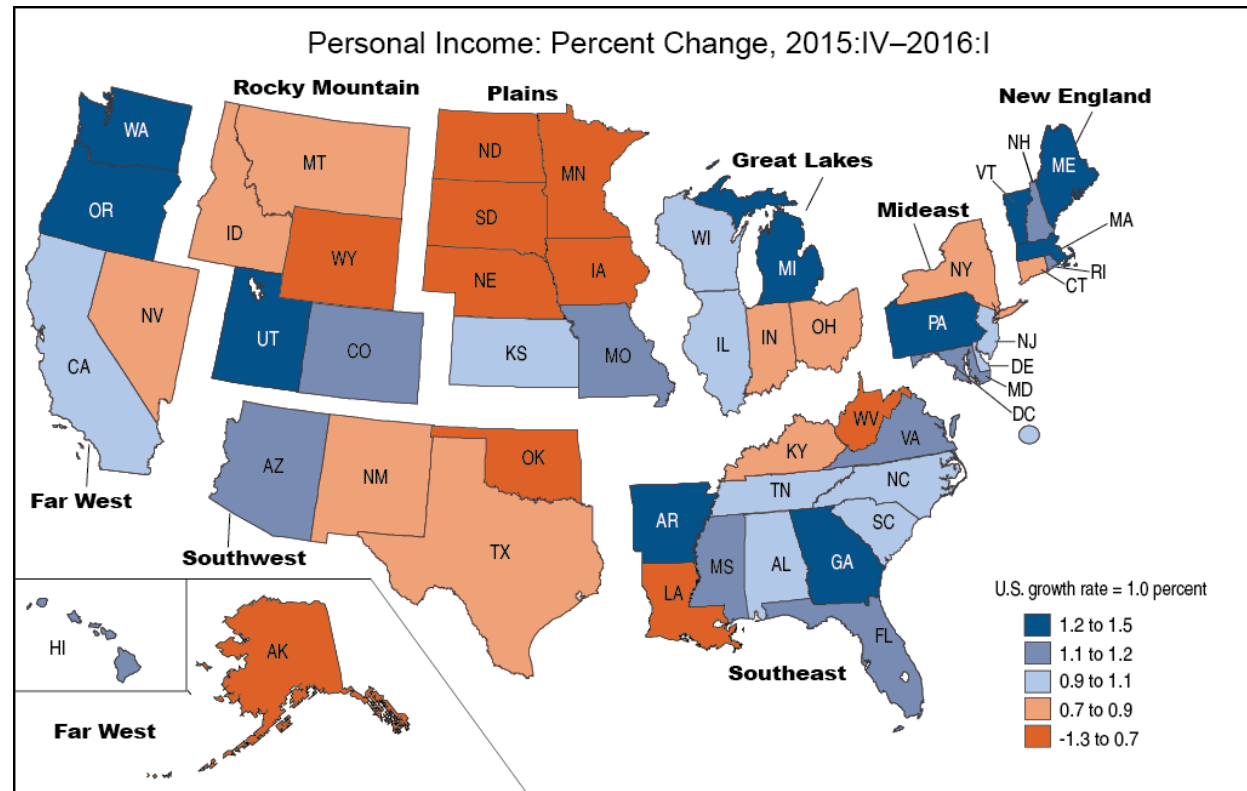 Personal Income: Percent Change, 2015:IV–2016:I
Rocky Mountain
Plains
New England
Great Lakes
Mideast
WA
OR
CA
NV
ID
MT
WY
UT
CO
ND
SD
NE
KS
MN
IA
MO
WI
MI
IL
IN
OH
NH
VT
ME
MA
RI
CT
NY
PA
NJ
DE
MD
DC
Far West
AZ
NM
OK
TX
Southwest
WV
KY
VA
TN
NC
SC
AR
MS
AL
GA
LA
FL
Southeast
HI
AK
Far West
U.S. growth rate = 1.0 percent
1.2 to 1.5
1.1 to 1.2
0.9 to 1.1
0.7 to 0.9
-1.3 to 0.7